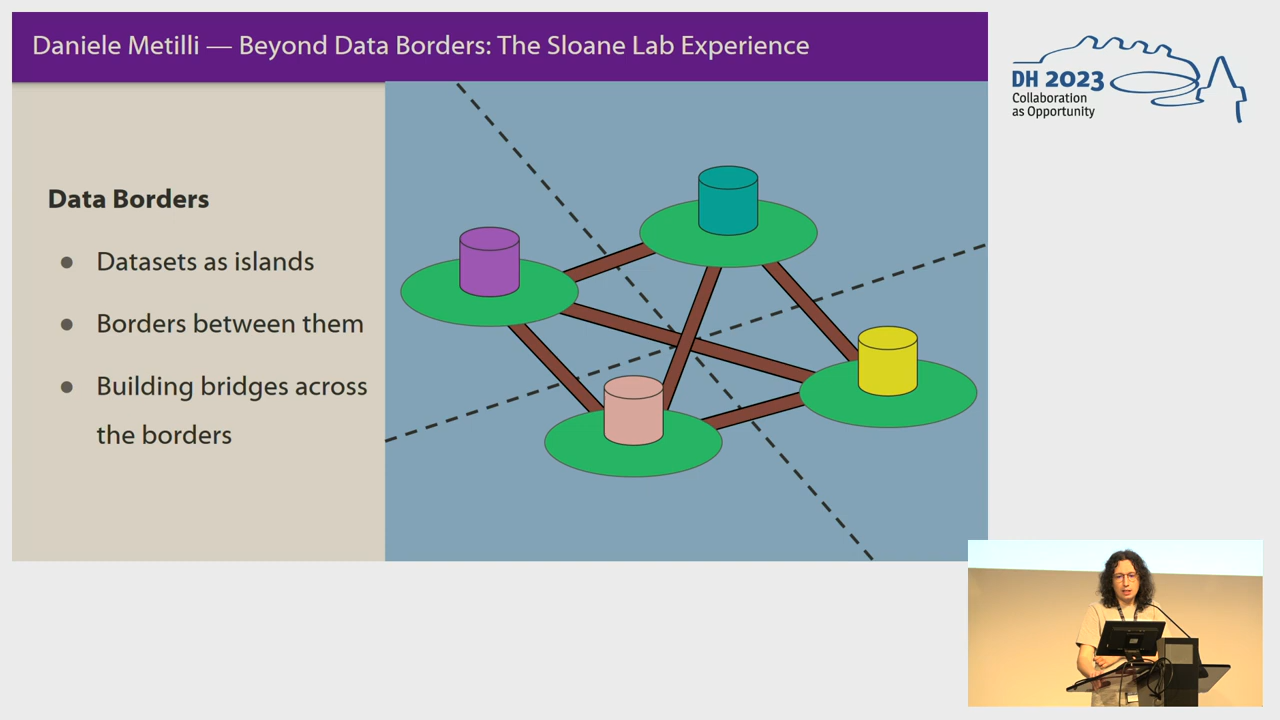 Daniele Metilli — Beyond Data Borders: The Sloane Lab Experience
DH 2023
Collaboration
as Opportunity
Data Borders
● Datasets as islands
● Borders between them
● Building bridges across
the borders